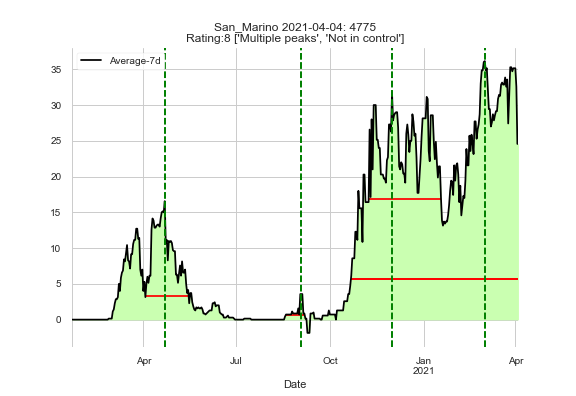 San_Marino 2021-04-04: 4775
Rating:8 ['Multiple peaks', 'Not in control']
Average-7d
35
30
25
20
15
10
5
0
Apr
Jul
Oct
Jan
2021
Apr
Date